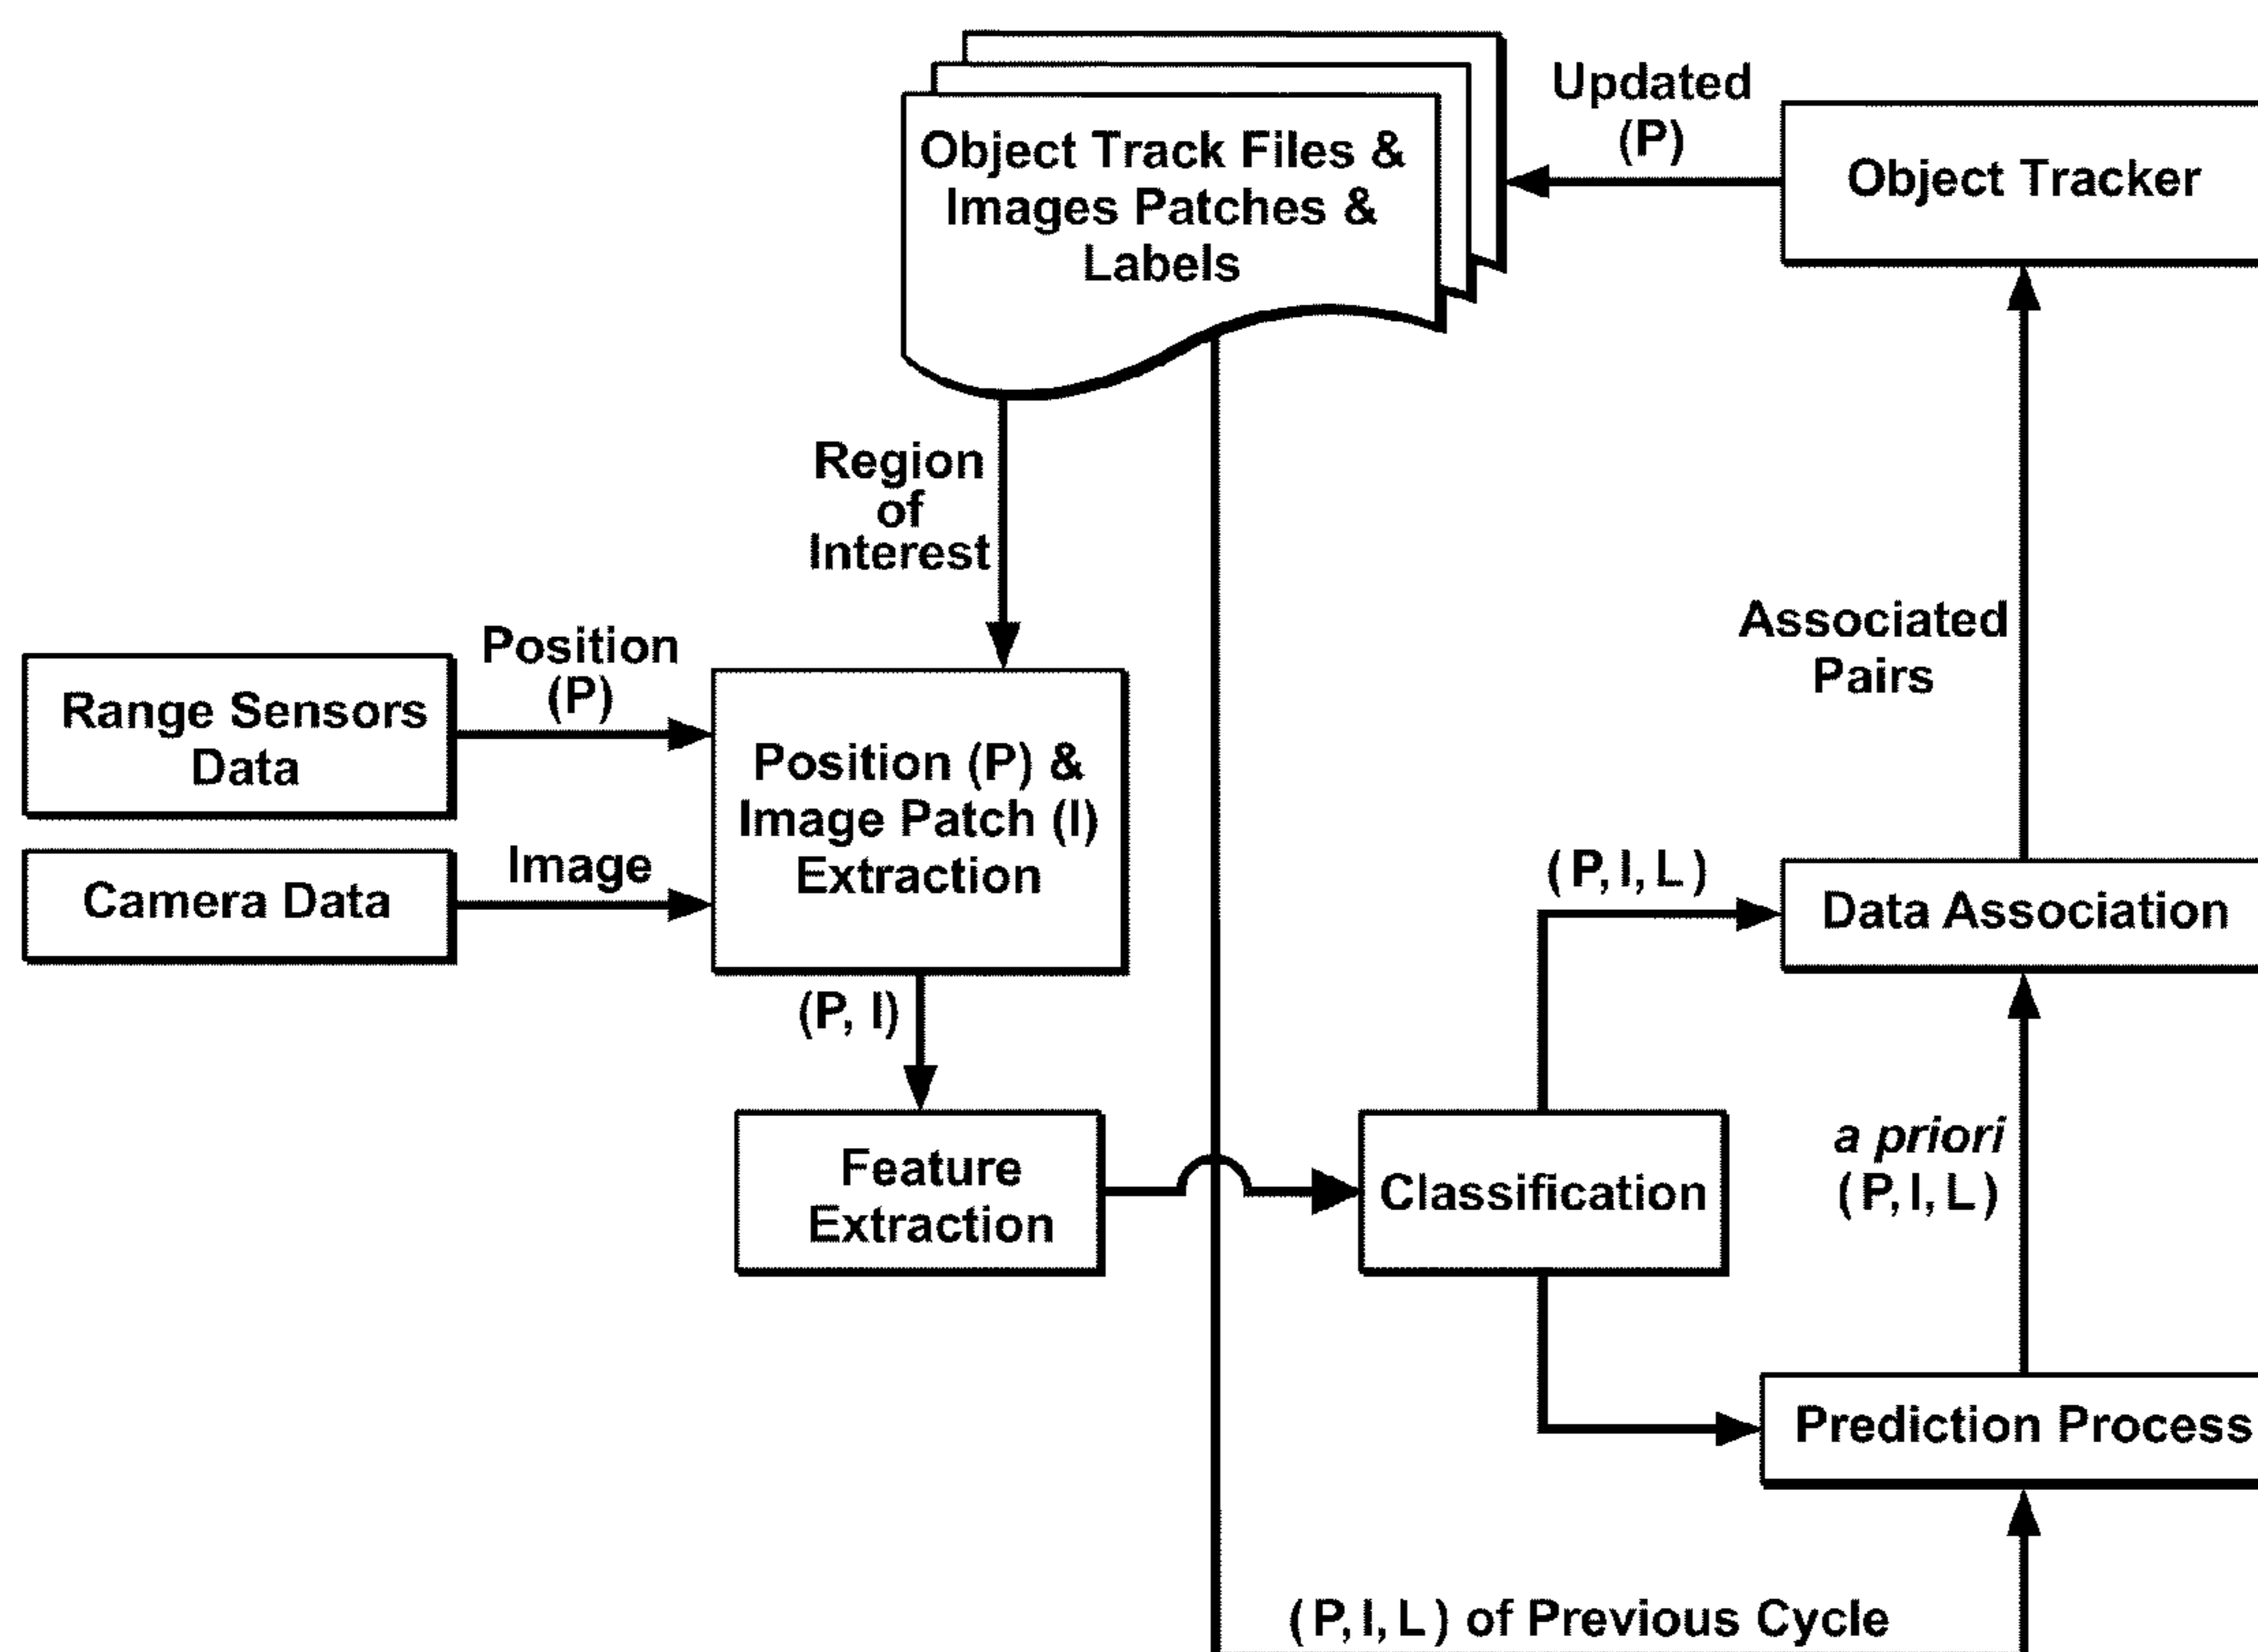 Updated
(P)
Object Track Files &
Images Patches &
Labels
Object Tracker
Region
of
Interest
Associated
Pairs
Position
(P)
Range Sensors
Data
Position (P) &
Image Patch (I)
Extraction
Image
Camera Data
(P, I, L)
Data Association
(P, I)
a priori
(P, I, L)
Feature
Extraction
Classification
Prediction Process
(P, I, L) of Previous Cycle